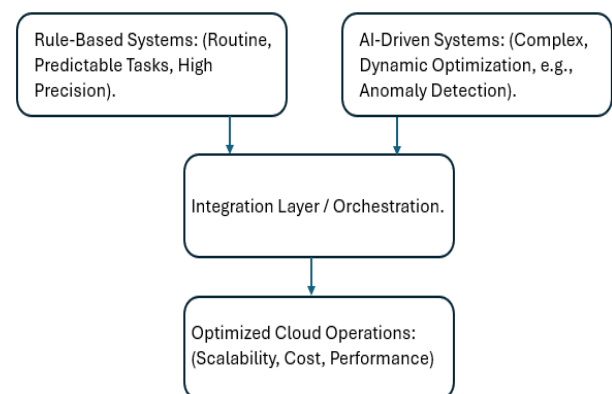 Rule-Based Systems: (Routine,
Predictable Tasks, High
Precision).
AI-Driven Systems: (Complex,
Dynamic Optimization, e.g.,
Anomaly Detection).
Integration Layer / Orchestration.
Optimized Cloud Operations:
(Scalability, Cost, Performance)